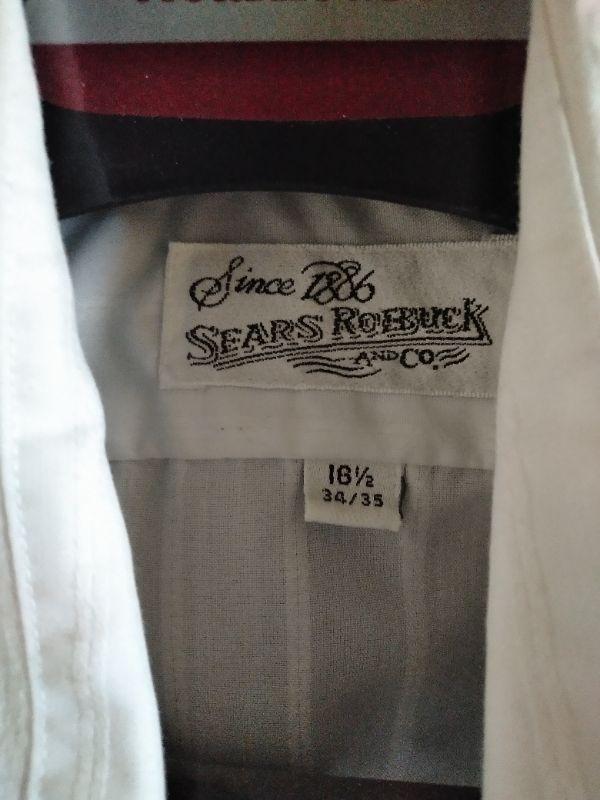 Since 1886
SEARS ROEBUCK
AND CO.
16½
34/35